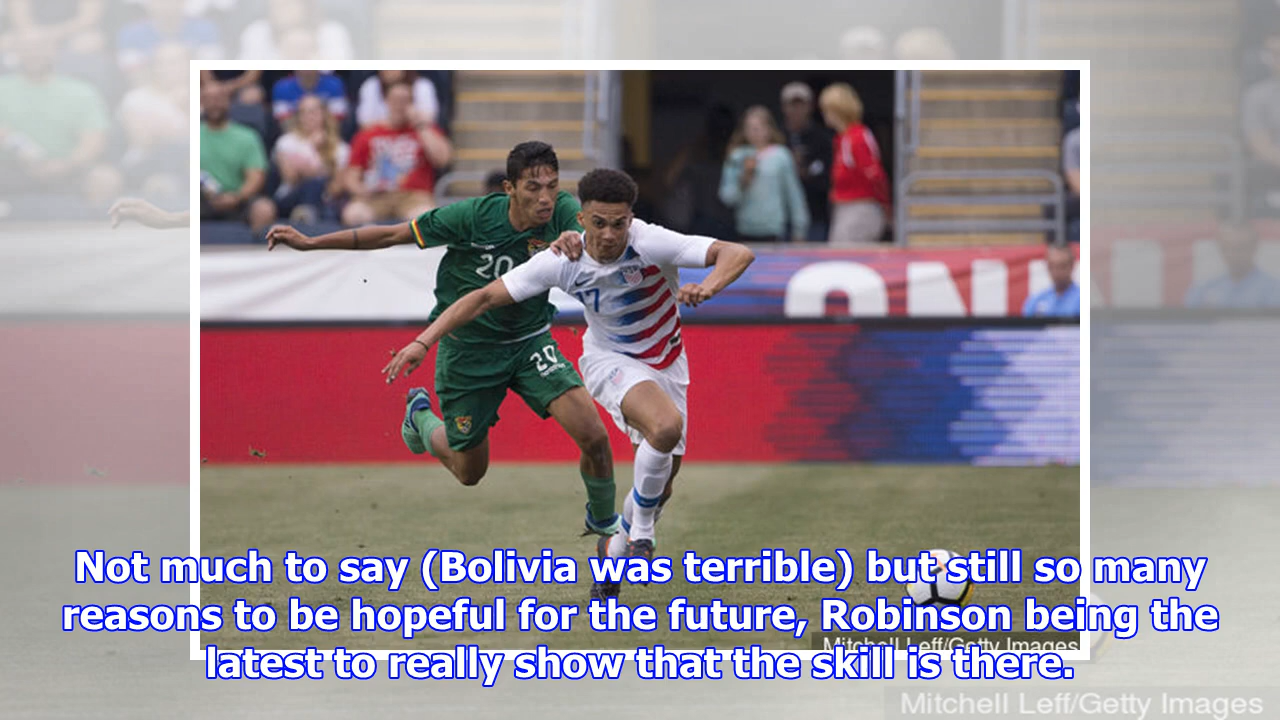 20
17
20
ONN
Mitchell Leff/Getty Images
Not much to say (Bolivia was terrible) but still so many
reasons to be hopeful for the future, Robinson being the
latest to really show that the skill is there.
Mitchell Leff/Getty Images